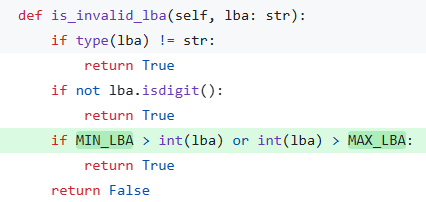 def is_invalid_lba(self, lba: str):
    if type(lba) != str:
        return True
    if not lba.isdigit():
        return True
    if MIN_LBA > int(lba) or int(lba) > MAX_LBA:
        return True
    return False